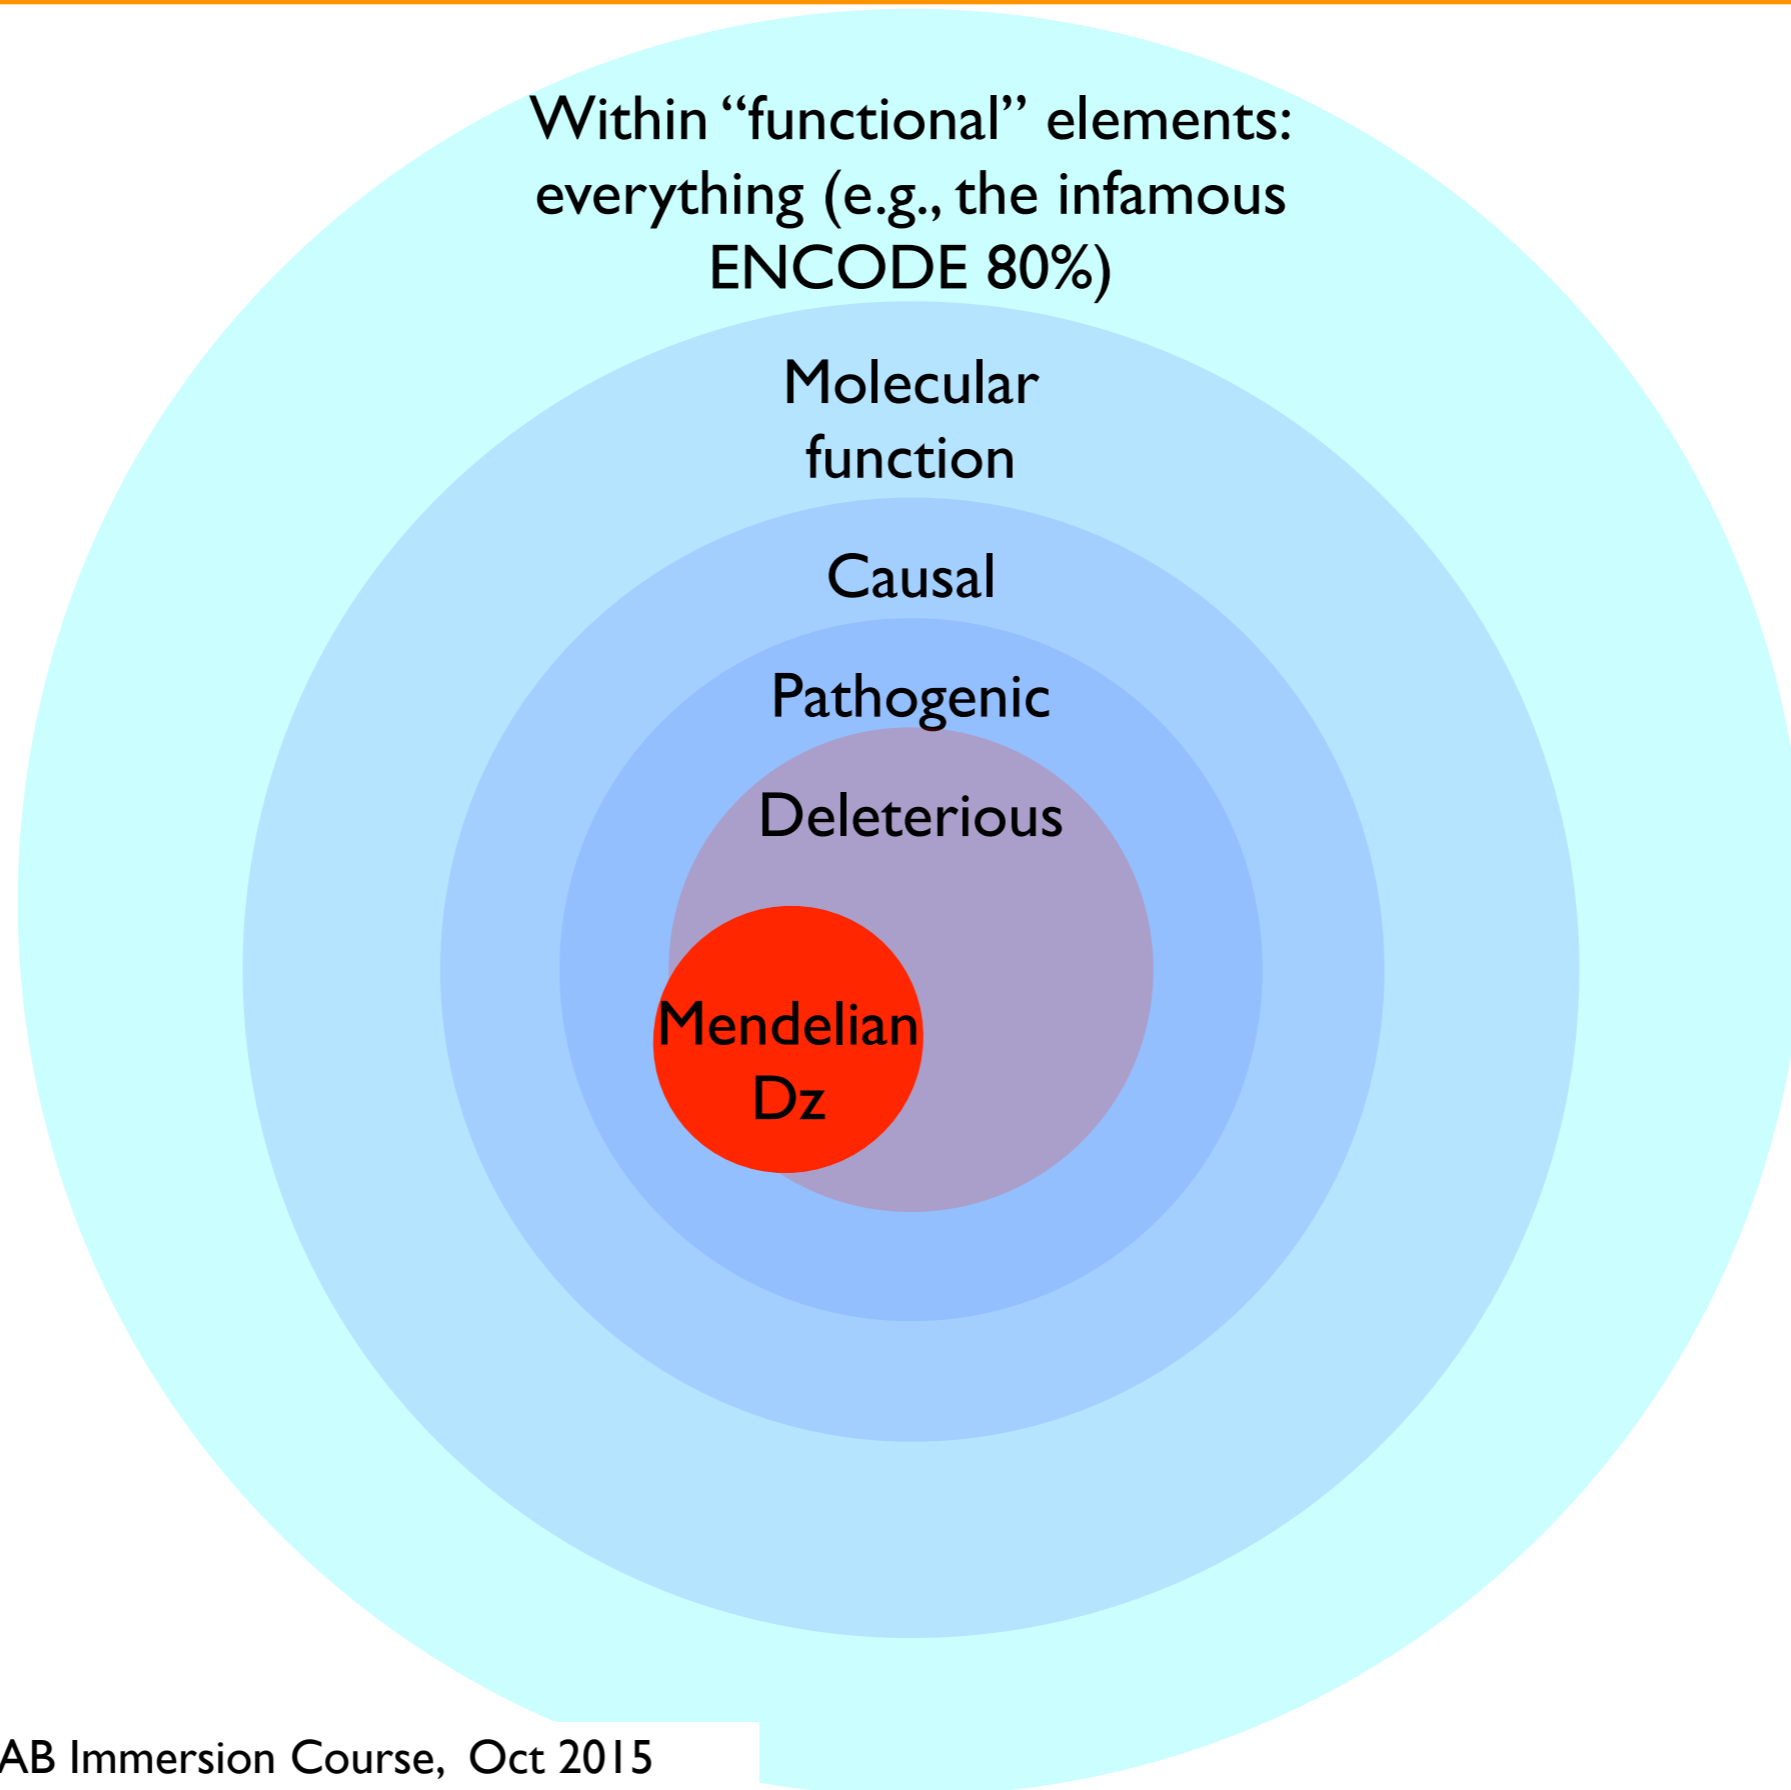 Within “functional” elements:
everything (e.g., the infamous
ENCODE 80%)
Molecular
function
Causal
Pathogenic
Deleterious
Mendelian
Dz
AB Immersion Course, Oct 2015